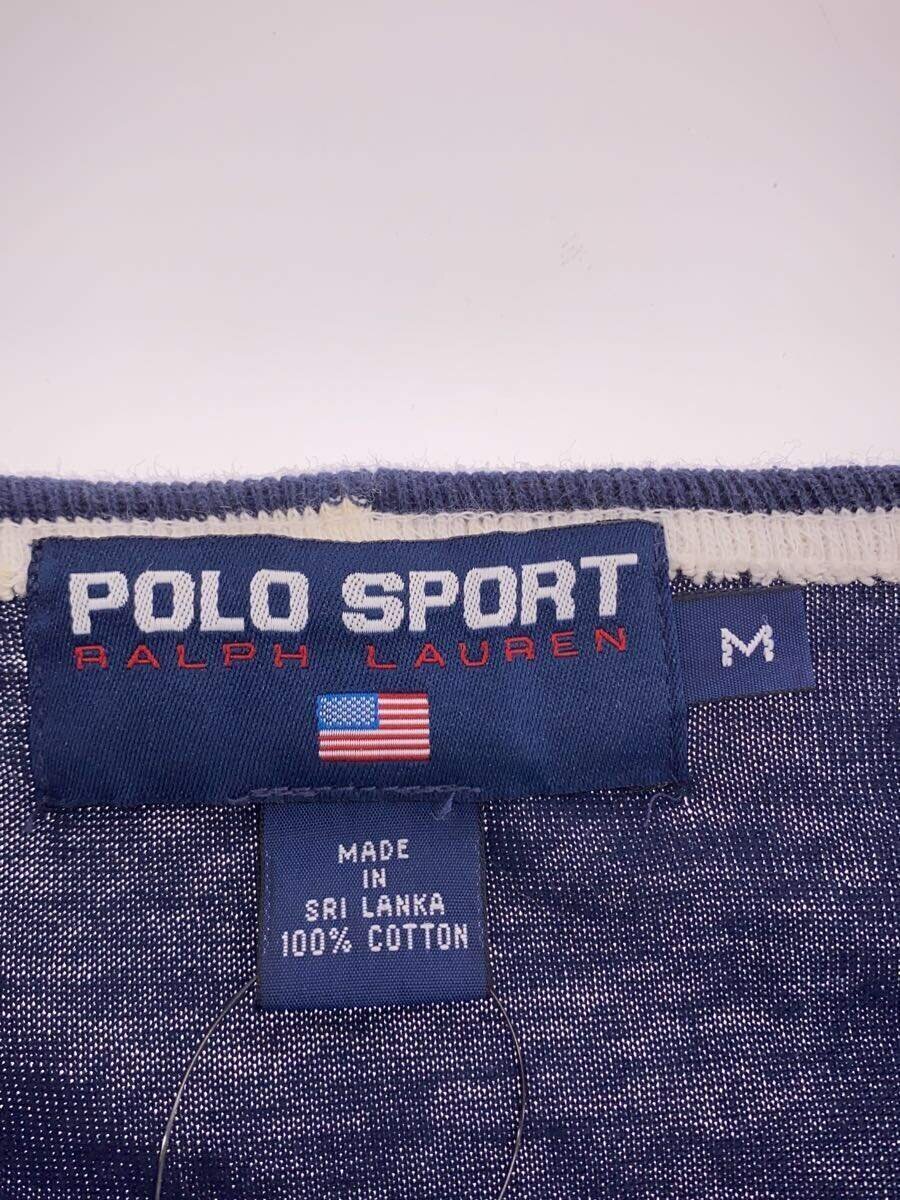 POLO SPORT
RALPH LAUREN
M
MADE
IN
SRI LANKA
100% COTTON